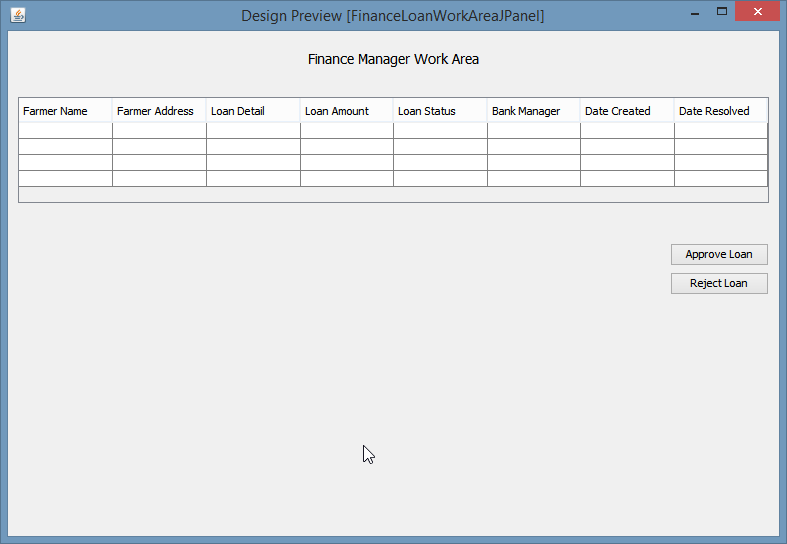 Design Preview [FinanceLoanWorkAreaJPanel]
Finance Manager Work Area
Farmer Name Farmer Address Loan Detail Loan Amount Loan Status Bank Manager Date Created Date Resolved
Approve Loan
Reject Loan